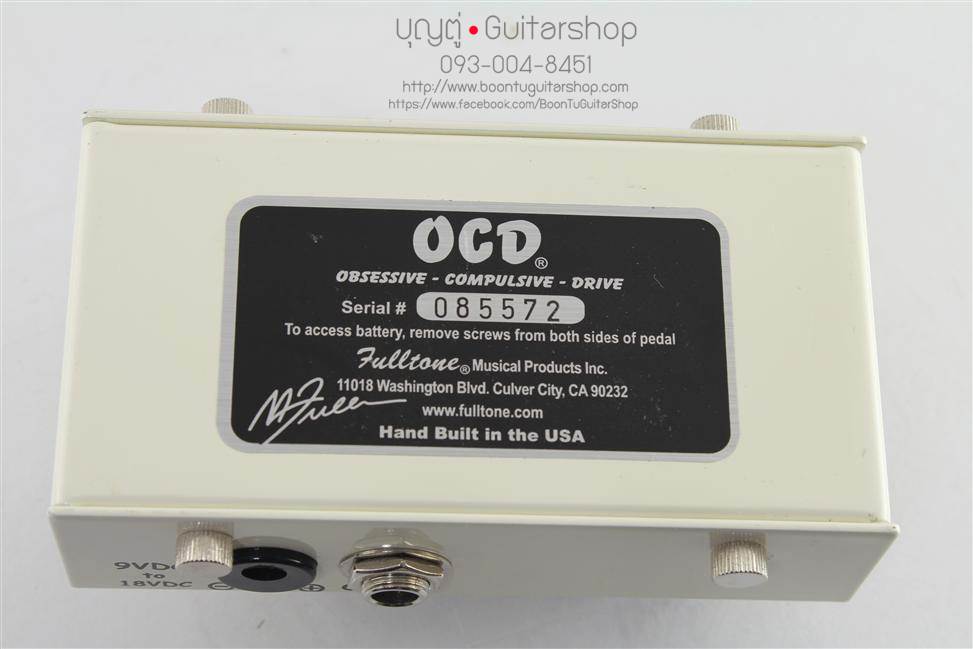 บุญตู่ • Guitarshop
093-004-8451
http://www.boontuguitarshop.com
https://www.facebook.com/BoonTuGuitarShop
OCD®
OBSESSIVE - COMPULSIVE - DRIVE
Serial # 085572
To access battery, remove screws from both sides of pedal
Fulltone® Musical Products Inc.
11018 Washington Blvd. Culver City, CA 90232
www.fulltone.com
Hand Built in the USA
9VDC
to
18VDC